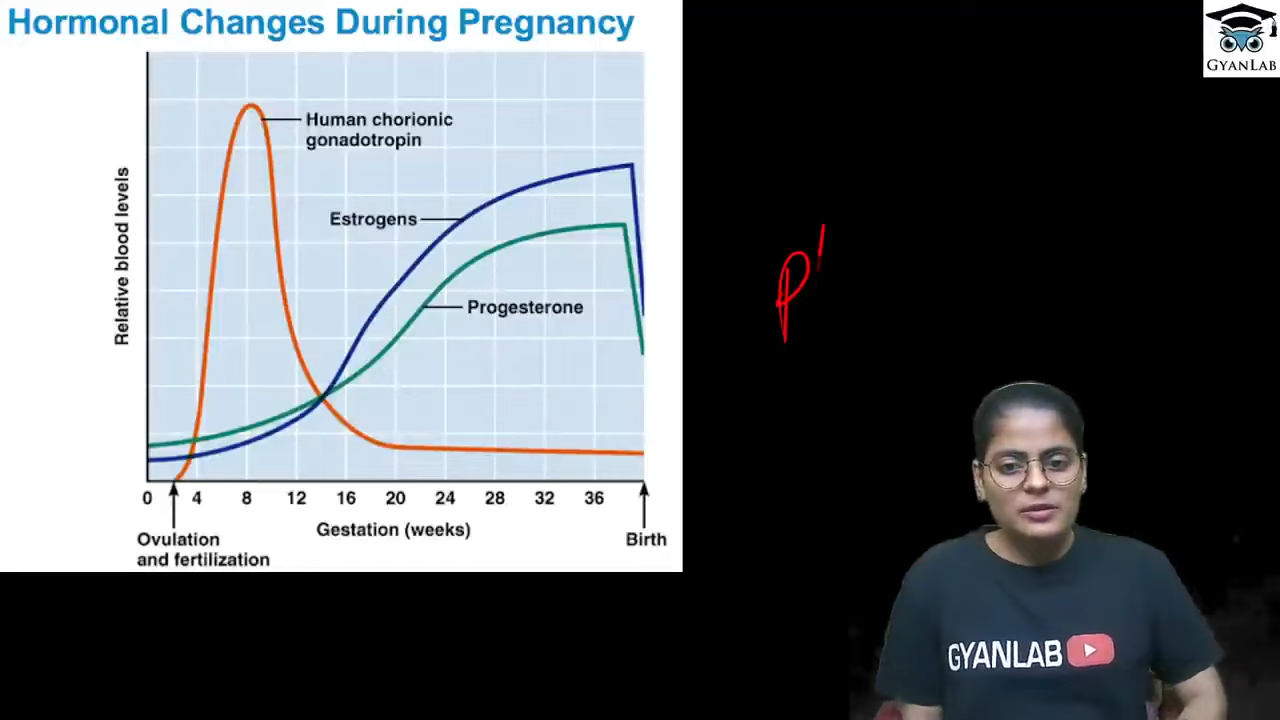 Hormonal Changes During Pregnancy
GYANLAB
Human chorionic
gonadotropin
Estrogens
Progesterone
Relative blood levels
0 4 8 12 16 20 24 28 32 36
Gestation (weeks)
Ovulation
and fertilization
Birth
P
GYANLAB